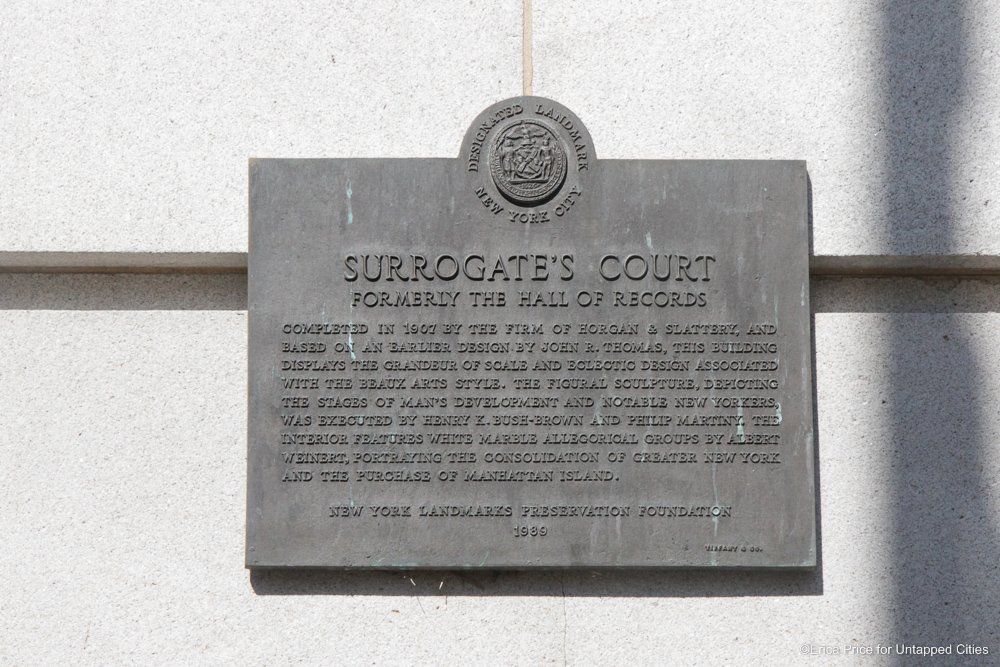 DESIGNATED LANDMARK
NEW YORK CITY
SURROGATE'S COURT
FORMERLY THE HALL OF RECORDS
COMPLETED IN 1907 BY THE FIRM OF HORGAN & SLATTERY, AND
BASED ON AN EARLIER DESIGN BY JOHN R. THOMAS, THIS BUILDING
DISPLAYS THE GRANDEUR OF SCALE AND ECLECTIC DESIGN ASSOCIATED
WITH THE BEAUX ARTS STYLE. THE FIGURAL SCULPTURE, DEPICTING
THE STAGES OF MAN'S DEVELOPMENT AND NOTABLE NEW YORKERS,
WAS EXECUTED BY HENRY K. BUSH-BROWN AND PHILIP MARTINY. THE
INTERIOR FEATURES WHITE MARBLE ALLEGORICAL GROUPS BY ALBERT
WEINERT, PORTRAYING THE CONSOLIDATION OF GREATER NEW YORK
AND THE PURCHASE OF MANHATTAN ISLAND.
NEW YORK LANDMARKS PRESERVATION FOUNDATION
1989
TIFFANY & CO.
©Erica Price for Untapped Cities